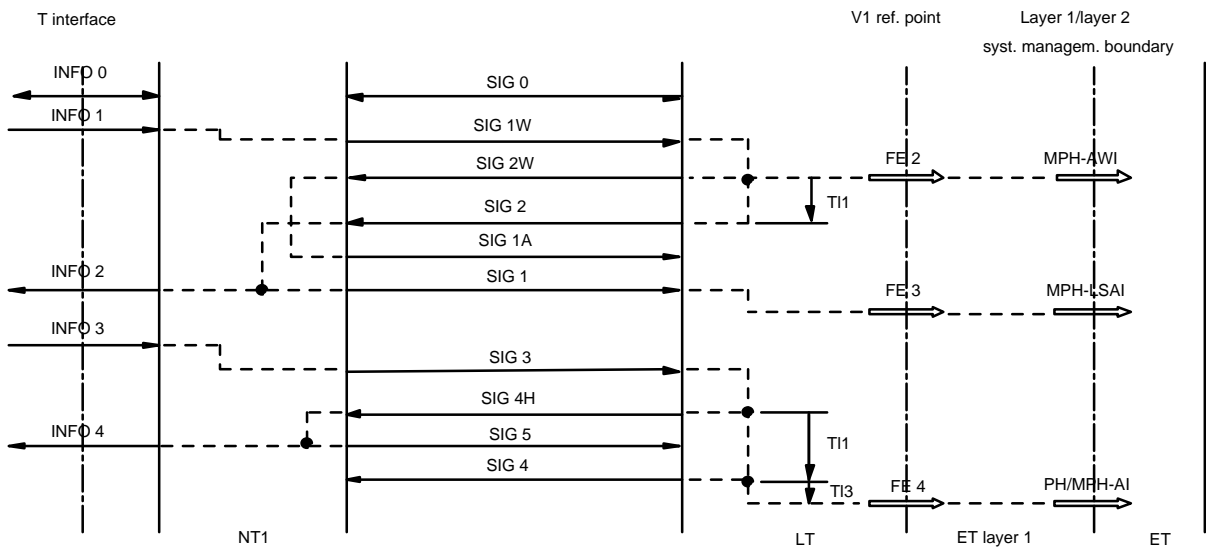 T interface
V1 ref. point
Layer 1/layer 2
syst. managem. boundary
INFO 0
SIG 0
INFO 1
SIG 1W
SIG 2W
FE 2
MPH-AWI
TI1
SIG 2
SIG 1A
INFO 2
SIG 1
FE 3
MPH-LSAI
INFO 3
SIG 3
SIG 4H
INFO 4
SIG 5
TI1
SIG 4
TI3
FE 4
PH/MPH-AI
NT1
LT
ET layer 1
ET